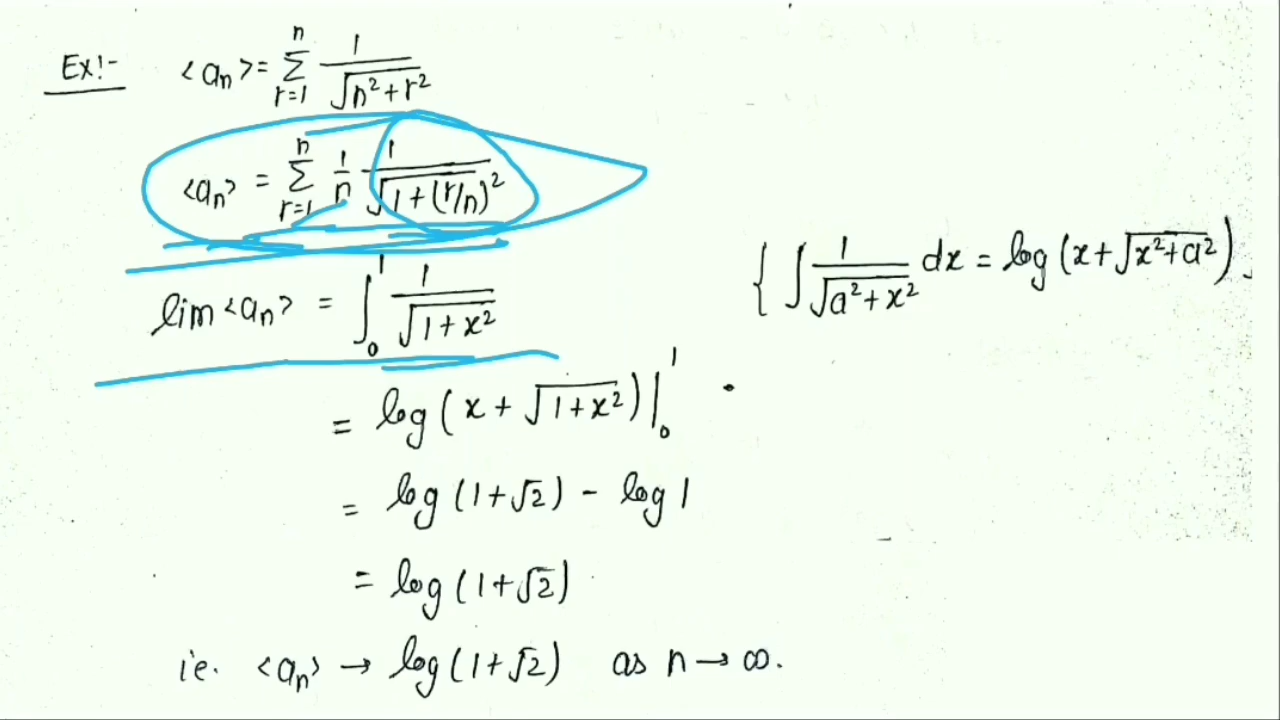 Ex!- <an> = n Σ r=1 1/√n²+r²
<an> = n Σ r=1 1/n 1/√1+(r/n)²
lim <an> = ∫₀¹ 1/√1+x²
{ ∫ 1/√a²+x² dx = log (x+√x²+a²)
= log (x+√1+x²) |₀¹
= log (1+√2) - log 1
= log (1+√2)
i.e. <an> → log (1+√2) as n → ∞.